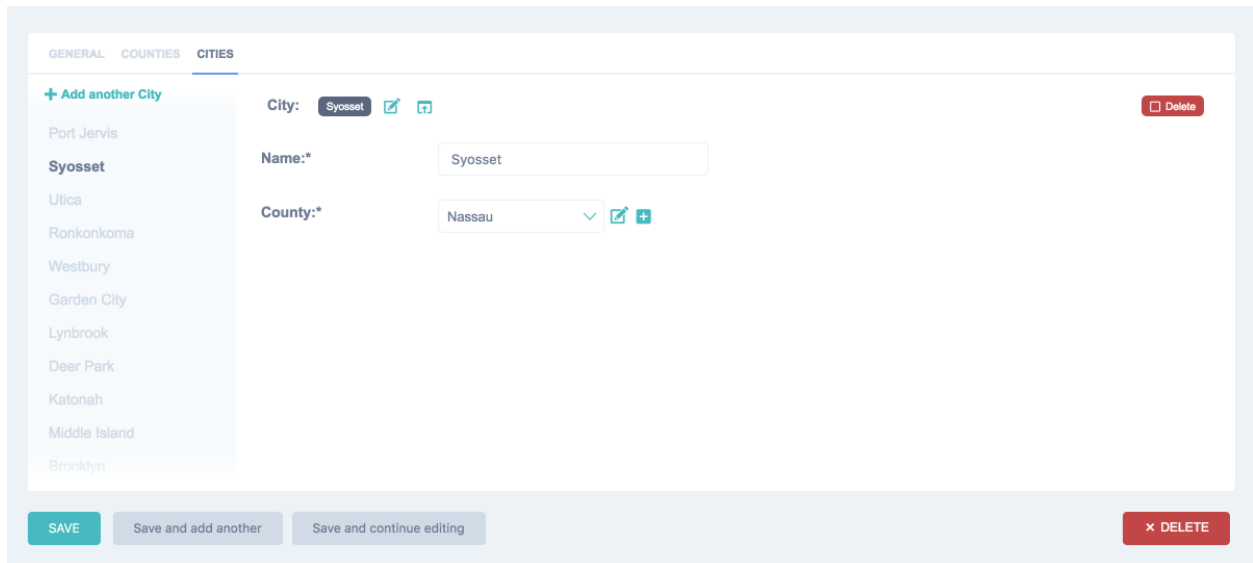 GENERAL COUNTIES CITIES
+ Add another City
Port Jervis
Syosset
Utica
Ronkonkoma
Westbury
Garden City
Lynbrook
Deer Park
Katonah
Middle Island
Brooklyn
City: Syosset
Delete
Name:* Syosset
County:* Nassau
SAVE Save and add another Save and continue editing × DELETE